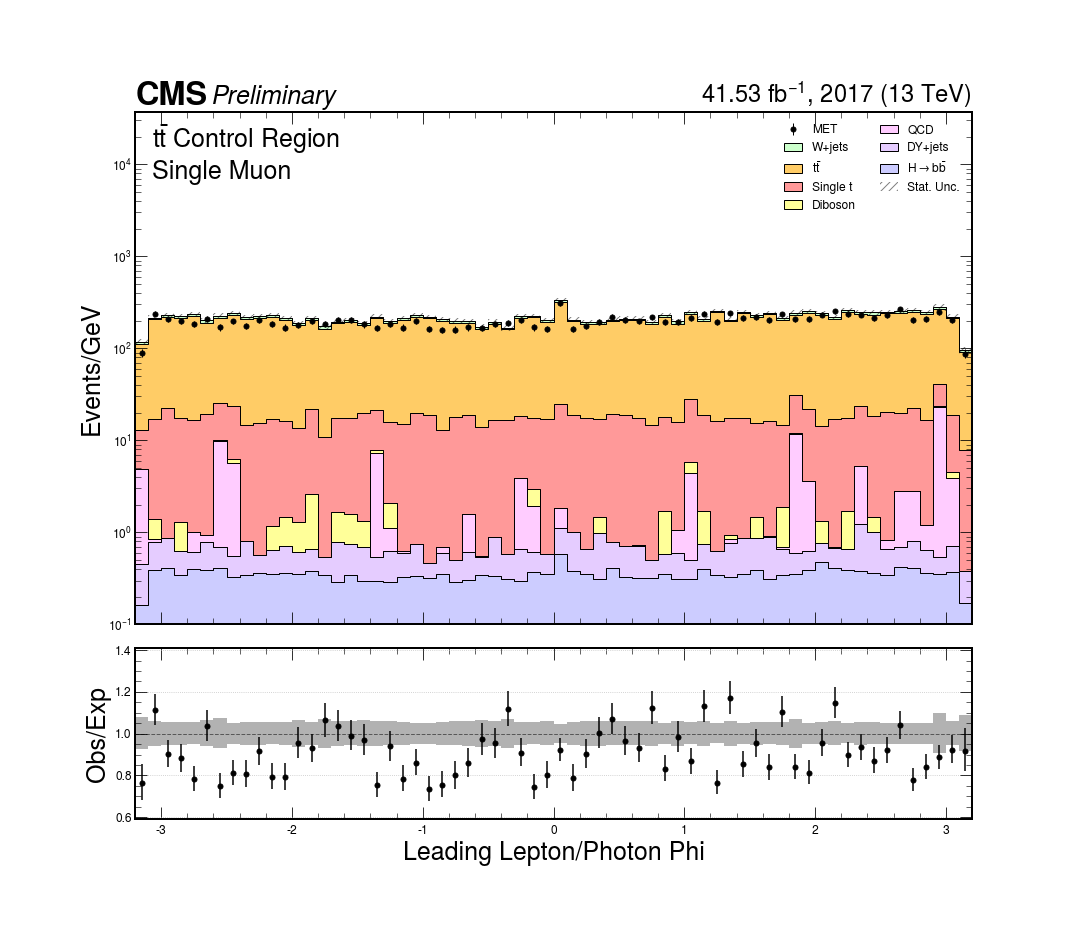 CMS Preliminary
41.53 fb⁻¹, 2017 (13 TeV)
tt̄ Control Region
Single Muon
MET
W+jets
tt̄
Single t
Diboson
QCD
DY+jets
H→bb̄
Stat. Unc.
Events/GeV
10⁴
10³
10²
10¹
10⁰
10⁻¹
Obs/Exp
1.4
1.2
1.0
0.8
0.6
-3 -2 -1 0 1 2 3
Leading Lepton/Photon Phi